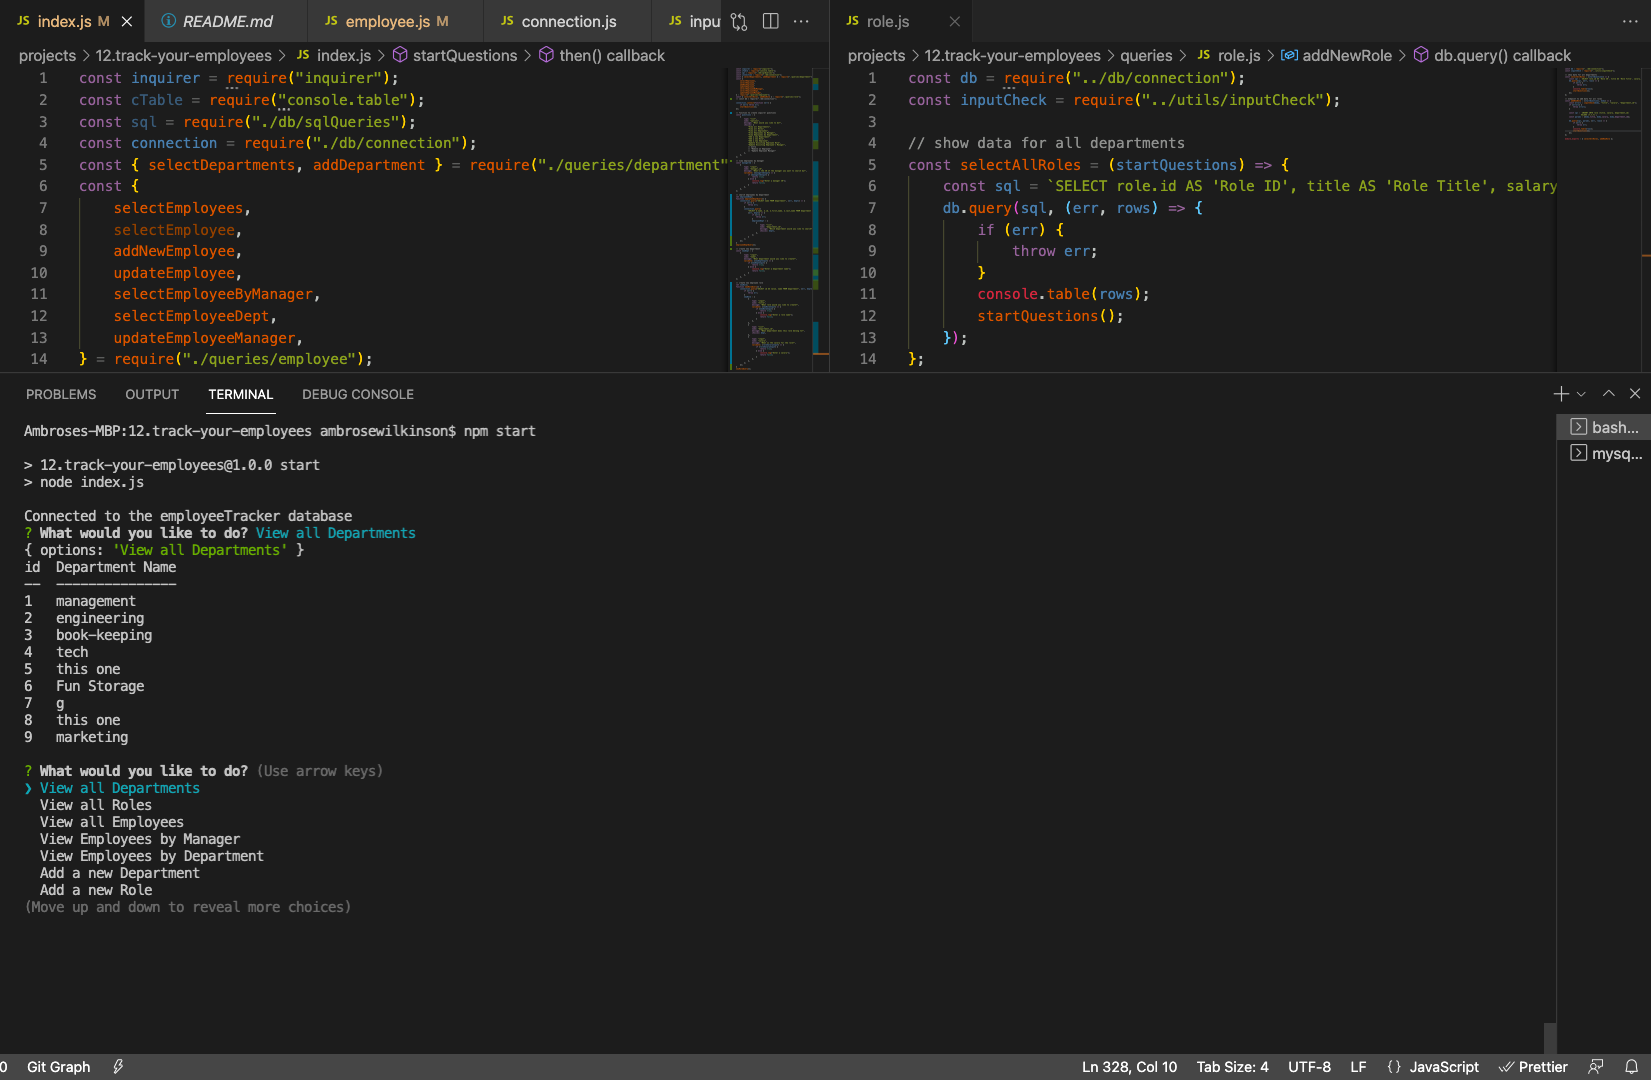 JS index.js M
README.md
JS employee.js M
JS connection.js
JS inpu
projects > 12.track-your-employees > JS index.js > startQuestions > then() callback
1 const inquirer = require("inquirer");
2 const cTable = require("console.table");
3 const sql = require("./db/sqlQueries");
4 const connection = require("./db/connection");
5 const { selectDepartments, addDepartment } = require("./queries/department"
6 const {
7 selectEmployees,
8 selectEmployee,
9 addNewEmployee,
10 updateEmployee,
11 selectEmployeeByManager,
12 selectEmployeeDept,
13 updateEmployeeManager,
14 } = require("./queries/employee");
JS role.js
projects > 12.track-your-employees > queries > JS role.js > addNewRole > db.query() callback
1 const db = require("../db/connection");
2 const inputCheck = require("../utils/inputCheck");
3
4 // show data for all departments
5 const selectAllRoles = (startQuestions) => {
6 const sql = `SELECT role.id AS 'Role ID', title AS 'Role Title', salary
7 db.query(sql, (err, rows) => {
8 if (err) {
9 throw err;
10 }
11 console.table(rows);
12 startQuestions();
13 });
14 };
PROBLEMS OUTPUT TERMINAL DEBUG CONSOLE
Ambroses-MBP:12.track-your-employees ambrosewilkinson$ npm start
> 12.track-your-employees@1.0.0 start
> node index.js
Connected to the employeeTracker database
? What would you like to do? View all Departments
{ options: 'View all Departments' }
id Department Name
-- ---------------
1 management
2 engineering
3 book-keeping
4 tech
5 this one
6 Fun Storage
7 g
8 this one
9 marketing
? What would you like to do? (Use arrow keys)
❯ View all Departments
View all Roles
View all Employees
View Employees by Manager
View Employees by Department
Add a new Department
Add a new Role
(Move up and down to reveal more choices)
bash...
mysq...
0 Git Graph
Ln 328, Col 10 Tab Size: 4 UTF-8 LF {} JavaScript Prettier